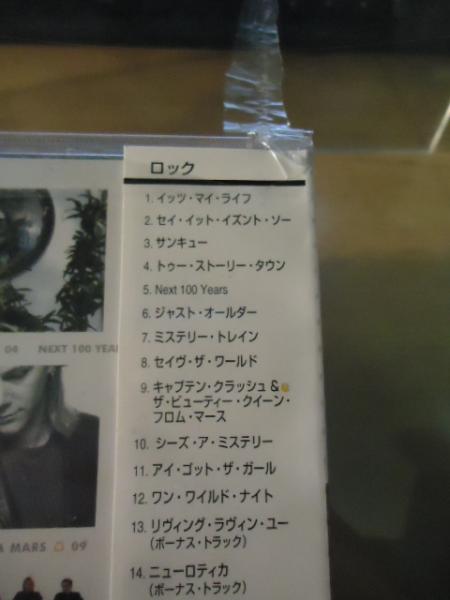 ロック
1. イッツ・マイ・ライフ
2. セイ・イット・イズント・ソー
3. サンキュー
4. トゥー・ストーリー・タウン
5. Next 100 Years
6. ジャスト・オールダー
7. ミステリー・トレイン
8. セイヴ・ザ・ワールド
9. キャプテン・クラッシュ &
ザ・ビューティー・クイーン・
フロム・マース
10. シーズ・ア・ミステリー
11. アイ・ゴット・ザ・ガール
12. ワン・ワイルド・ナイト
13. リヴィング・ラヴィン・ユー
(ボーナス・トラック)
14. ニューロティカ
(ボーナス・トラック)
04 NEXT 100 YEA
MARS 09